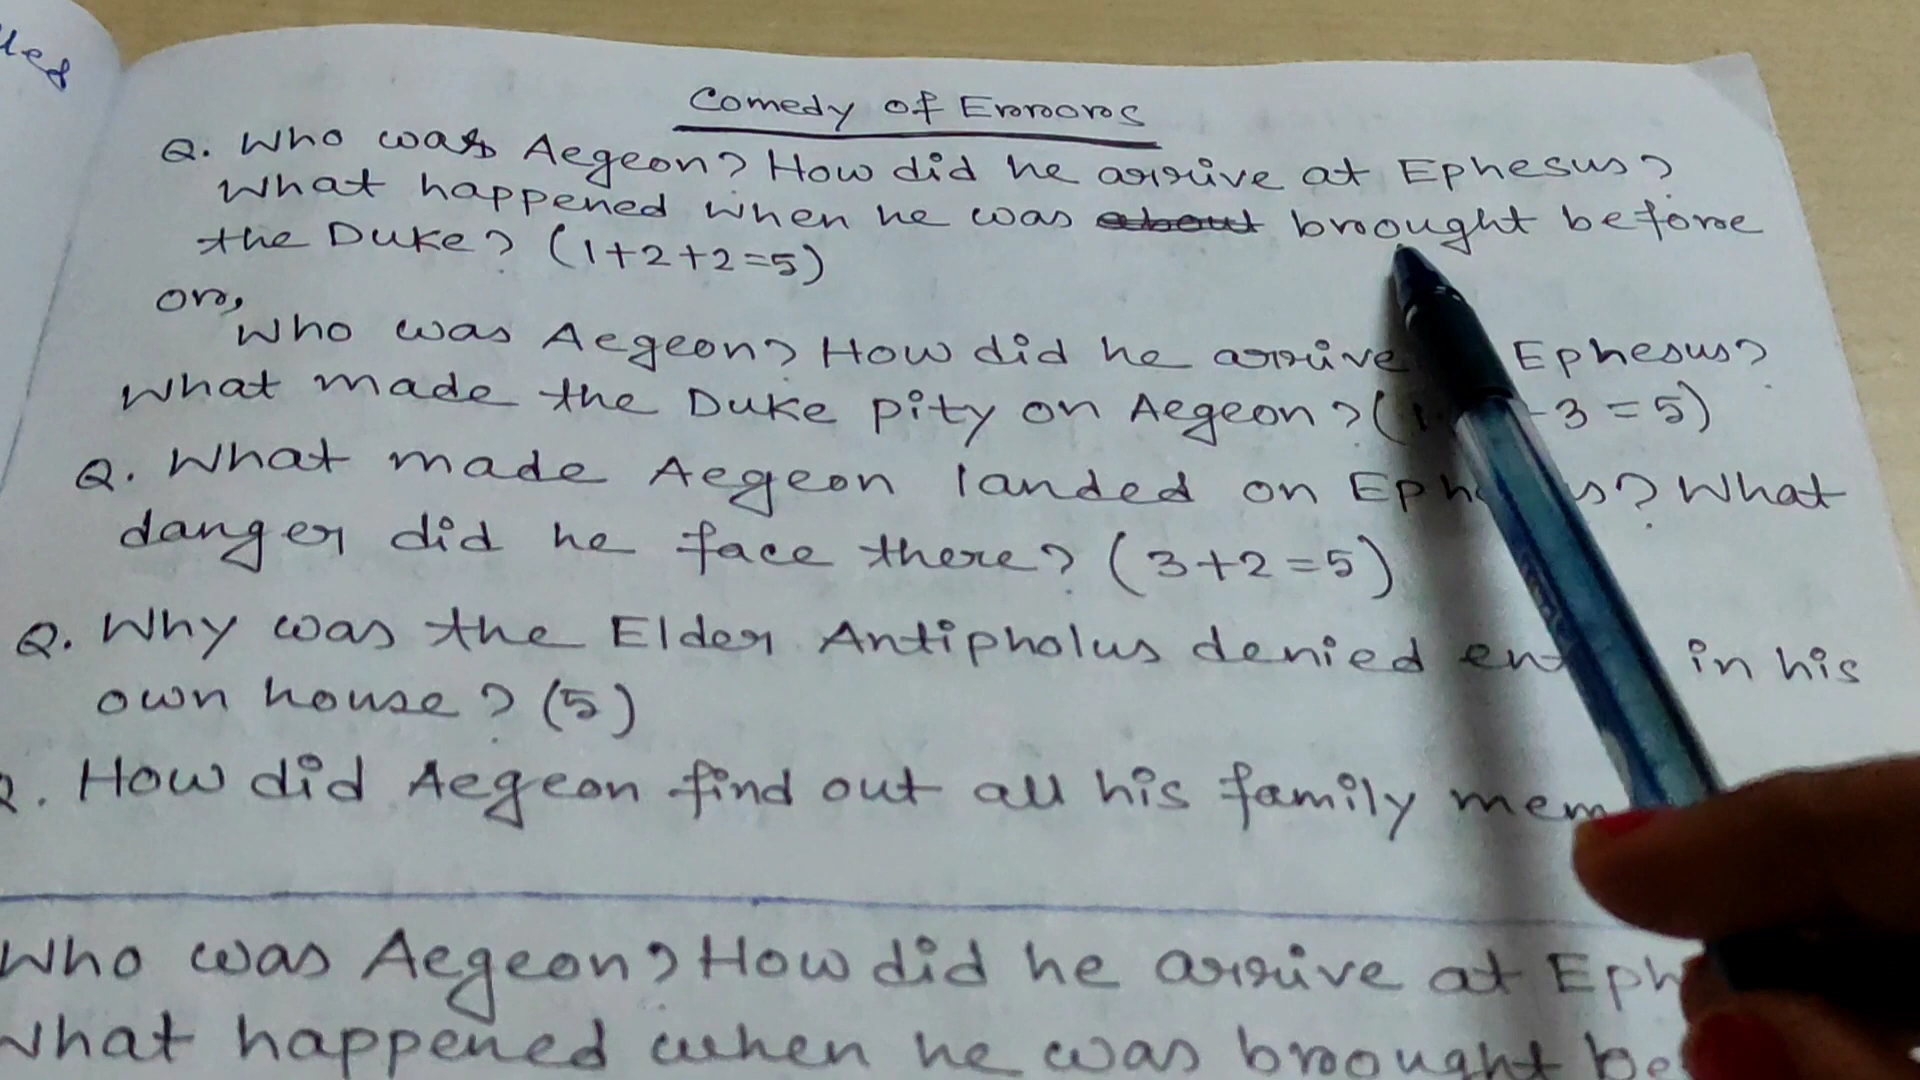 ues
Comedy of Errors
Q. Who was Aegeon? How did he arrive at Ephesus?
What happened when he was about brought before
the Duke? (1+2+2=5)
or,
Who was Aegeon? How did he arrive Ephesus?
What made the Duke pity on Aegeon? (1 -3=5)
Q. What made Aegeon landed on Eph s? What
danger did he face there? (3+2=5)
Q. Why was the Elder Antipholus denied ent in his
own house? (5)
Q. How did Aegeon find out all his family mem
Who was Aegeon? How did he arrive at Eph
What happened when he was brought be